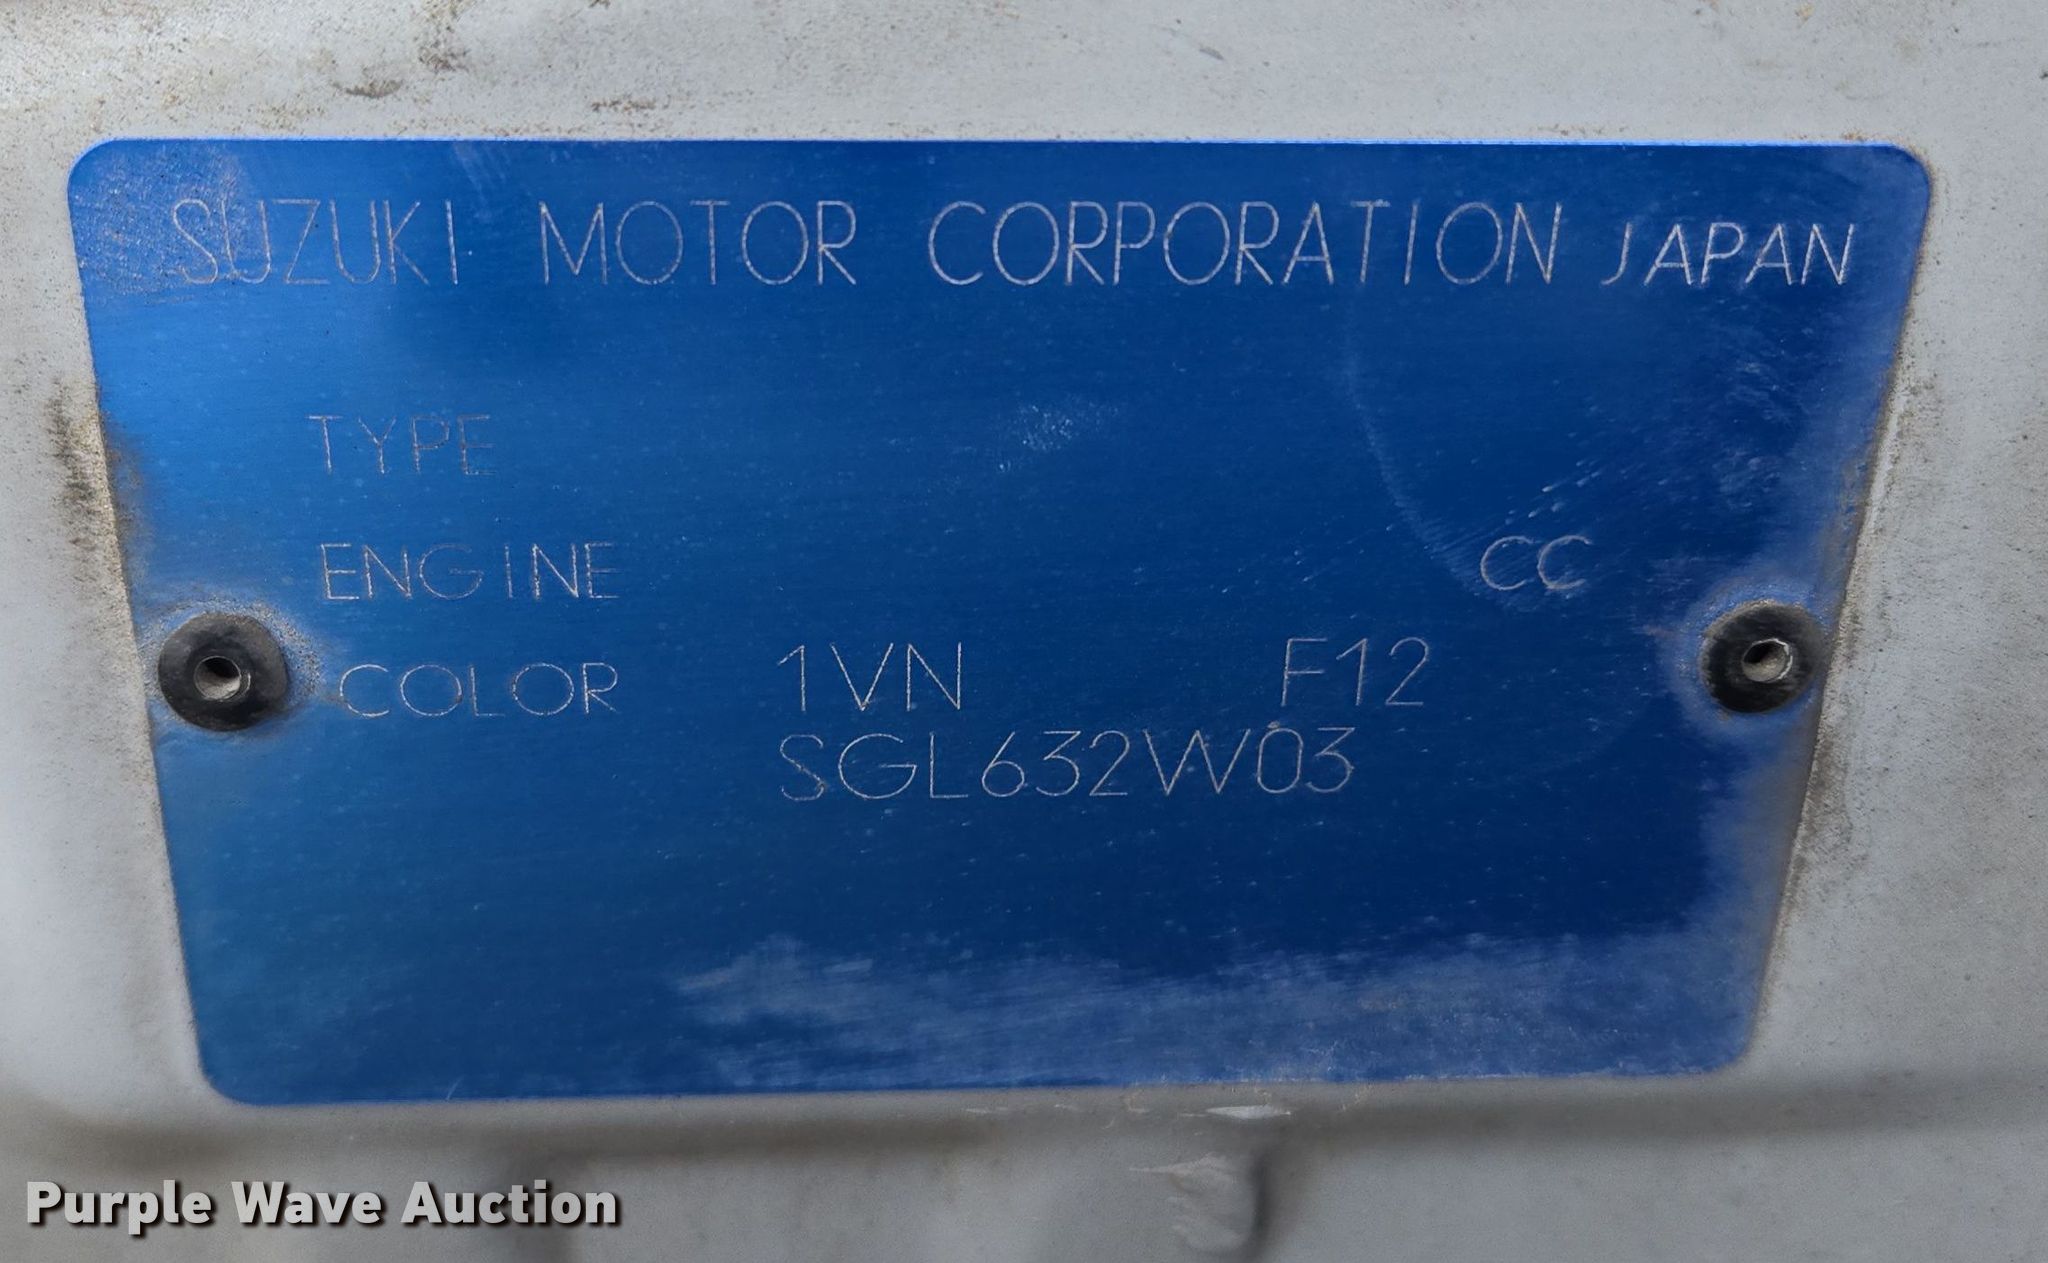 SUZUKI MOTOR CORPORATION JAPAN
TYPE
ENGINE CC
COLOR 1VN F12
SGL632W03
Purple Wave Auction